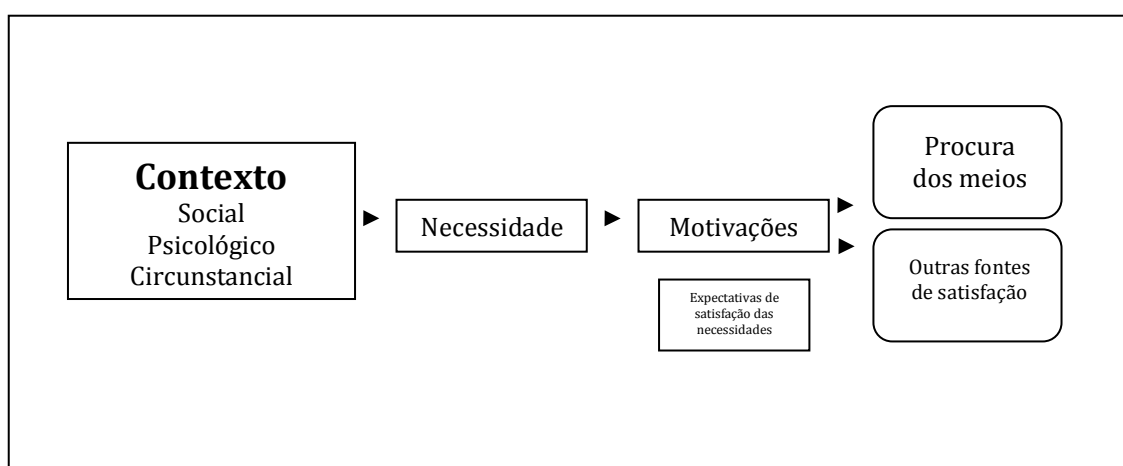 Contexto
Social
Psicológico
Circunstancial
Necessidade
Motivações
Expectativas de
satisfação das
necessidades
Procura
dos meios
Outras fontes
de satisfação